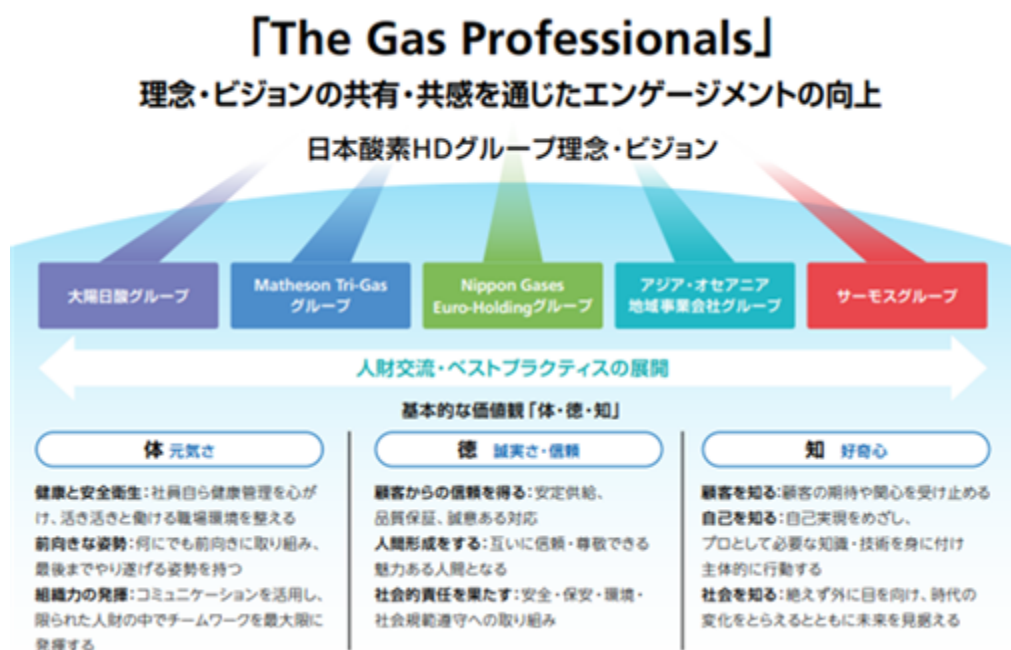 「The Gas Professionals」
理念・ビジョンの共有・共感を通じたエンゲージメントの向上
日本酸素HDグループ理念・ビジョン
大陽日酸グループ
Matheson Tri-Gas
グループ
Nippon Gases
Euro-Holdingグループ
アジア・オセアニア
地域事業会社グループ
サーモスグループ
人財交流・ベストプラクティスの展開
基本的な価値観「体・徳・知」
体 元気さ
健康と安全衛生:社員自ら健康管理を心が
け、活き活きと働ける職場環境を整える
前向きな姿勢:何にでも前向きに取り組み、
最後までやり遂げる姿勢を持つ
組織力の発揮:コミュニケーションを活用し、
限られた人財の中でチームワークを最大限に
発揮する
徳 誠実さ・信頼
顧客からの信頼を得る:安定供給、
品質保証、誠意ある対応
人間形成をする:互いに信頼・尊敬できる
魅力ある人間となる
社会的責任を果たす:安全・保安・環境・
社会規範遵守への取り組み
知 好奇心
顧客を知る:顧客の期待や関心を受け止める
自己を知る:自己実現をめざし、
プロとして必要な知識・技術を身に付け
主体的に行動する
社会を知る:絶えず外に目を向け、時代の
変化をとらえるとともに未来を見据える